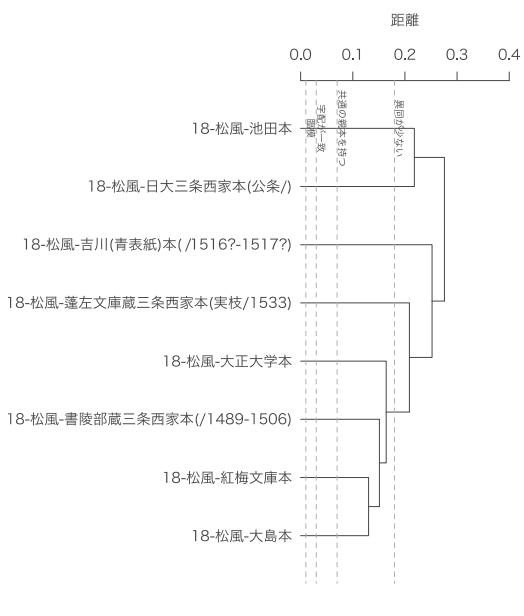 距離
0.0 0.1 0.2 0.3 0.4
臨模
字配が一致
共通の親本を持つ
異同が少ない
18-松風-池田本
18-松風-日大三条西家本(公条/)
18-松風-吉川(青表紙)本( /1516?-1517?)
18-松風-蓬左文庫蔵三条西家本(実枝/1533)
18-松風-大正大学本
18-松風-書陵部蔵三条西家本(/1489-1506)
18-松風-紅梅文庫本
18-松風-大島本